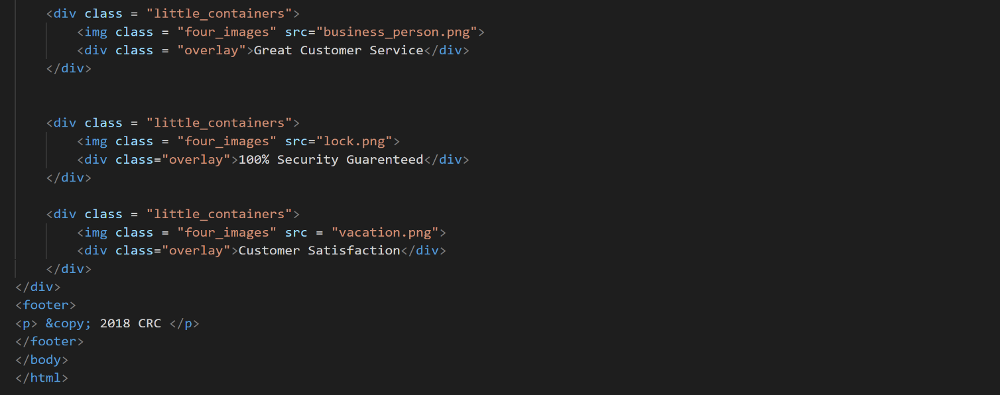 <div class = "little_containers">
<img class = "four_images" src="business_person.png">
<div class = "overlay">Great Customer Service</div>
</div>
<div class = "little_containers">
<img class = "four_images" src="lock.png">
<div class="overlay">100% Security Guarenteed</div>
</div>
<div class = "little_containers">
<img class = "four_images" src = "vacation.png">
<div class="overlay">Customer Satisfaction</div>
</div>
</div>
<footer>
<p> &copy; 2018 CRC </p>
</footer>
</body>
</html>